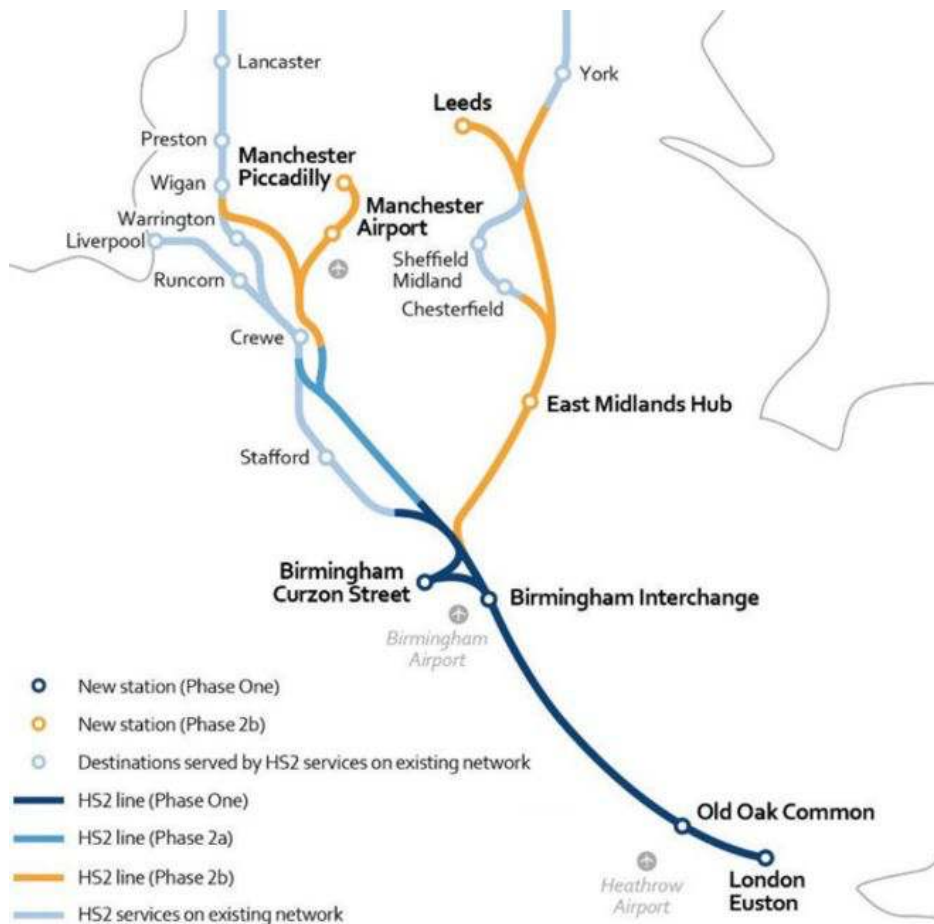 Lancaster
York
Leeds
Preston
Manchester
Piccadilly
Wigan
Manchester
Airport
Warrington
Liverpool
Sheffield
Midland
Runcorn
Chesterfield
Crewe
East Midlands Hub
Stafford
Birmingham
Curzon Street
Birmingham Interchange
Birmingham
Airport
New station (Phase One)
New station (Phase 2b)
Destinations served by HS2 services on existing network
HS2 line (Phase One)
HS2 line (Phase 2a)
HS2 line (Phase 2b)
HS2 services on existing network
Old Oak Common
Heathrow
Airport
London
Euston